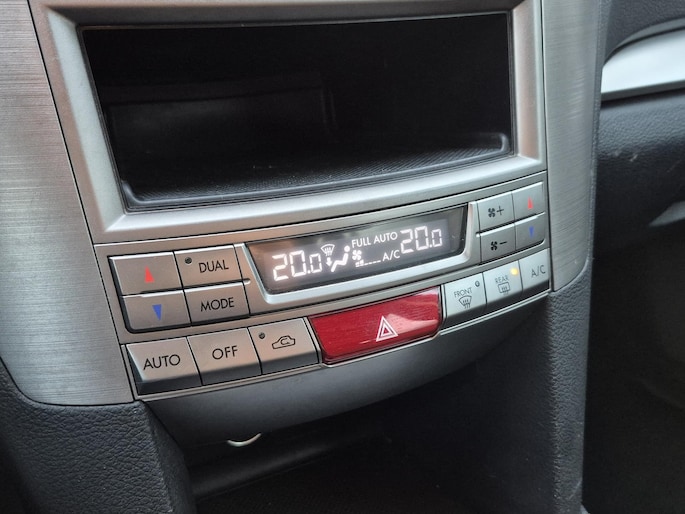 DUAL
MODE
20.0
FULL AUTO
A/C
20.0
+
-
AUTO
OFF
FRONT
REAR
A/C